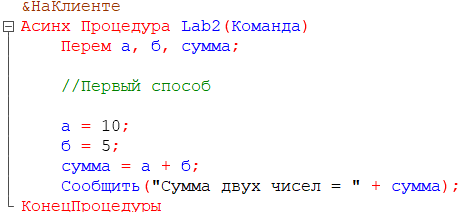 &НаКлиенте
Асинх Процедура Lab2(Команда)
Перем а, б, сумма;
//Первый способ
а = 10;
б = 5;
сумма = а + б;
Сообщить("Сумма двух чисел = " + сумма);
КонецПроцедуры